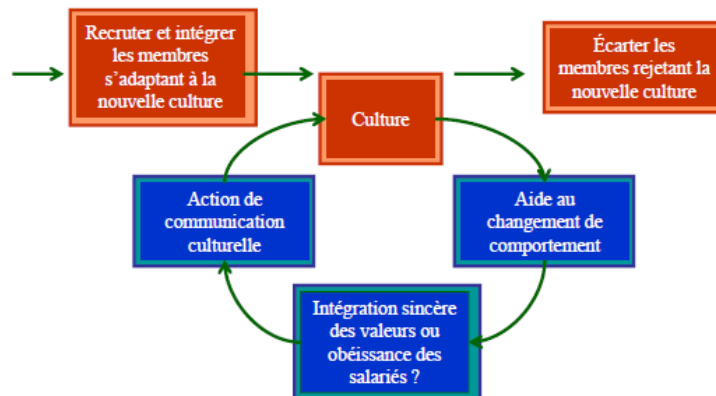 Recruter et intégrer
les membres
s’adaptant à la
nouvelle culture
Écarter les
membres rejetant la
nouvelle culture
Culture
Action de
communication
culturelle
Aide au
changement de
comportement
Intégration sincère
des valeurs ou
obéissance des
salariés ?